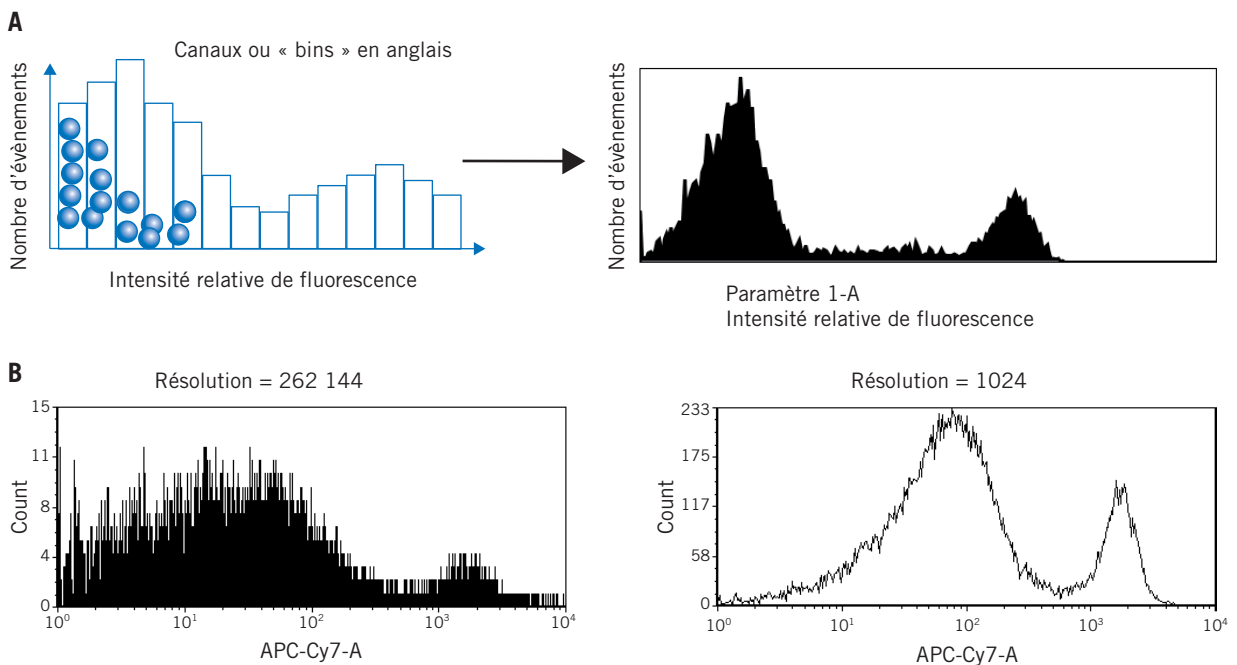 A
Canaux ou « bins » en anglais
Nombre d'évènements
Intensité relative de fluorescence
Nombre d'évènements
Paramètre 1-A
Intensité relative de fluorescence
B
Résolution = 262 144
15
11
8
4
0
Count
10⁰ 10¹ 10² 10³ 10⁴
APC-Cy7-A
Résolution = 1024
233
175
117
58
0
Count
10⁰ 10¹ 10² 10³ 10⁴
APC-Cy7-A